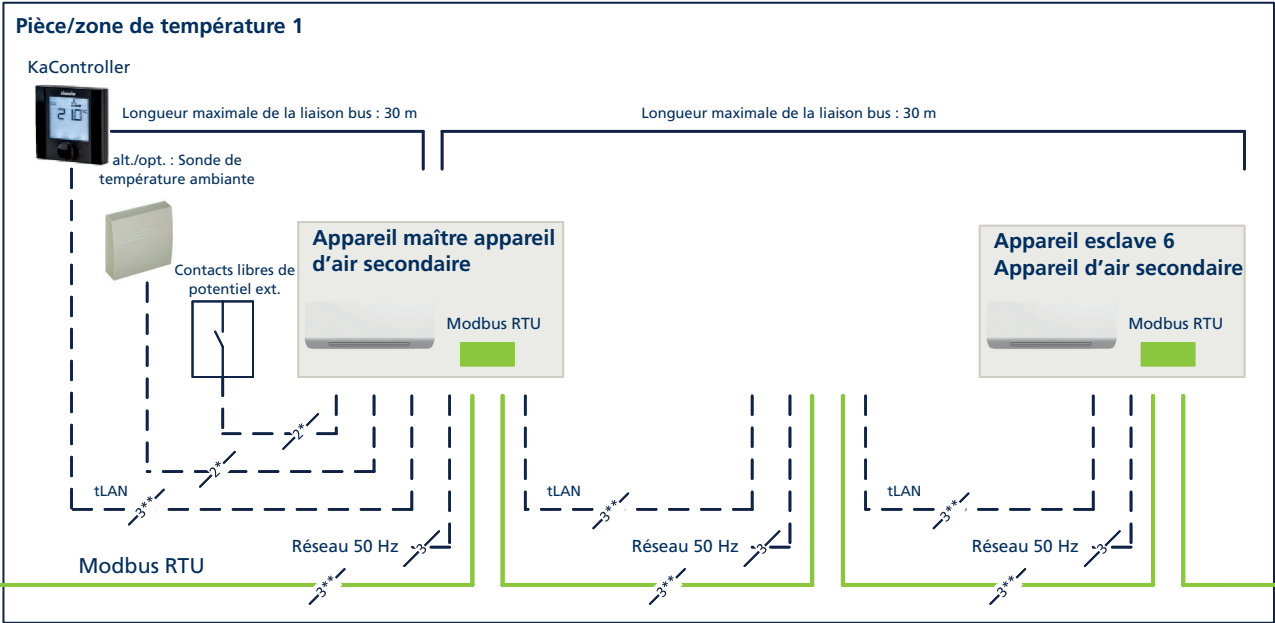 Pièce/zone de température 1
KaController
Longueur maximale de la liaison bus : 30 m
Longueur maximale de la liaison bus : 30 m
21.0
alt./opt. : Sonde de
température ambiante
Contacts libres de
potentiel ext.
Appareil maître appareil
d’air secondaire
Modbus RTU
Appareil esclave 6
Appareil d’air secondaire
Modbus RTU
2*
2*
tLAN
3**
tLAN
3**
tLAN
3**
Réseau 50 Hz
3
Réseau 50 Hz
3
Réseau 50 Hz
3
Modbus RTU
3**
3**
3**